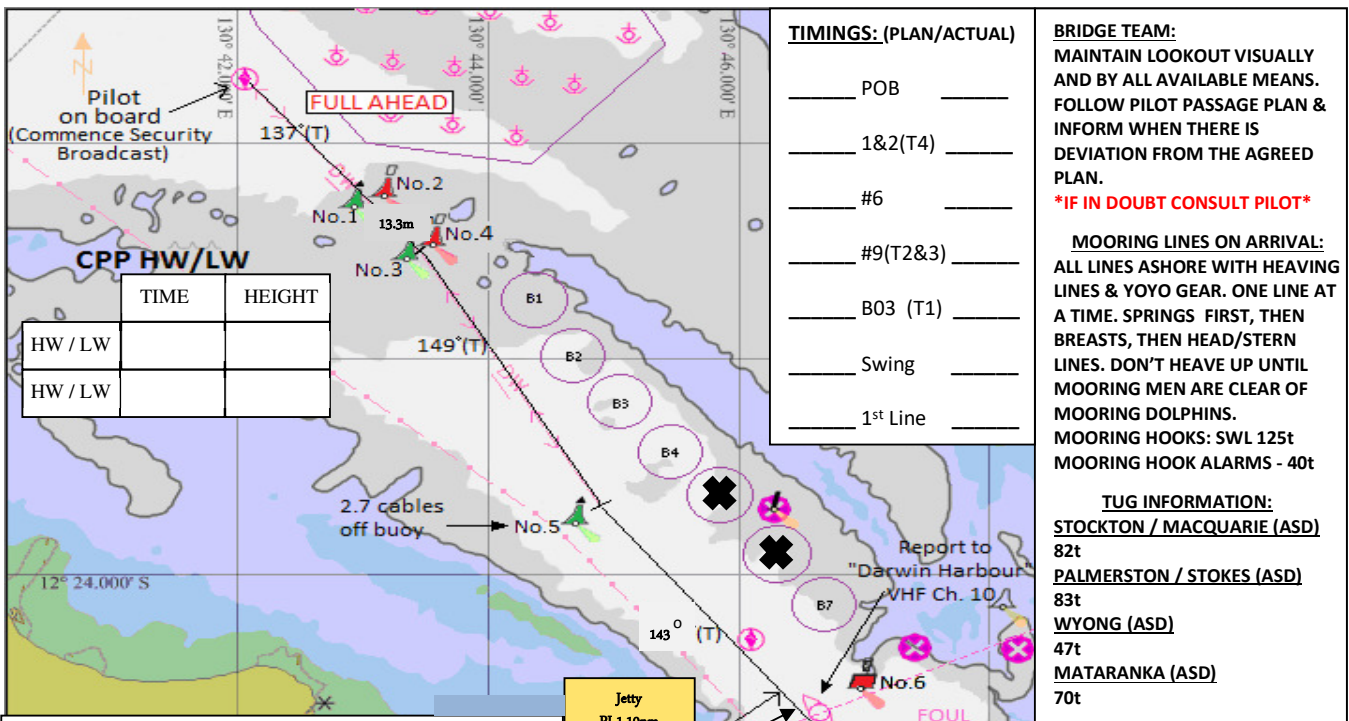 130° 42.000' E
130° 44.000'
130° 46.000'
Pilot
on board
(Commence Security
Broadcast)
FULL AHEAD
137°(T)
DW
No.2
No.1
13.3m
No.4
No.3
CPP HW/LW
TIME HEIGHT
HW / LW
HW / LW
B1
149°(T)
B2
DW
B3
B4
2.7 cables
off buoy
No.5
Report to
"Darwin Harbour"
VHF Ch. 10
12° 24.000' S
B7
143° (T)
No.6
FOUL
Jetty
TIMINGS: (PLAN/ACTUAL)
______ POB ______
______ 1&2(T4) ______
______ #6 ______
______ #9(T2&3) ______
______ B03 (T1) ______
______ Swing ______
______ 1st Line ______
BRIDGE TEAM:
MAINTAIN LOOKOUT VISUALLY
AND BY ALL AVAILABLE MEANS.
FOLLOW PILOT PASSAGE PLAN &
INFORM WHEN THERE IS
DEVIATION FROM THE AGREED
PLAN.
*IF IN DOUBT CONSULT PILOT*
MOORING LINES ON ARRIVAL:
ALL LINES ASHORE WITH HEAVING
LINES & YOYO GEAR. ONE LINE AT
A TIME. SPRINGS FIRST, THEN
BREASTS, THEN HEAD/STERN
LINES. DON'T HEAVE UP UNTIL
MOORING MEN ARE CLEAR OF
MOORING DOLPHINS.
MOORING HOOKS: SWL 125t
MOORING HOOK ALARMS - 40t
TUG INFORMATION:
STOCKTON / MACQUARIE (ASD)
82t
PALMERSTON / STOKES (ASD)
83t
WYONG (ASD)
47t
MATARANKA (ASD)
70t